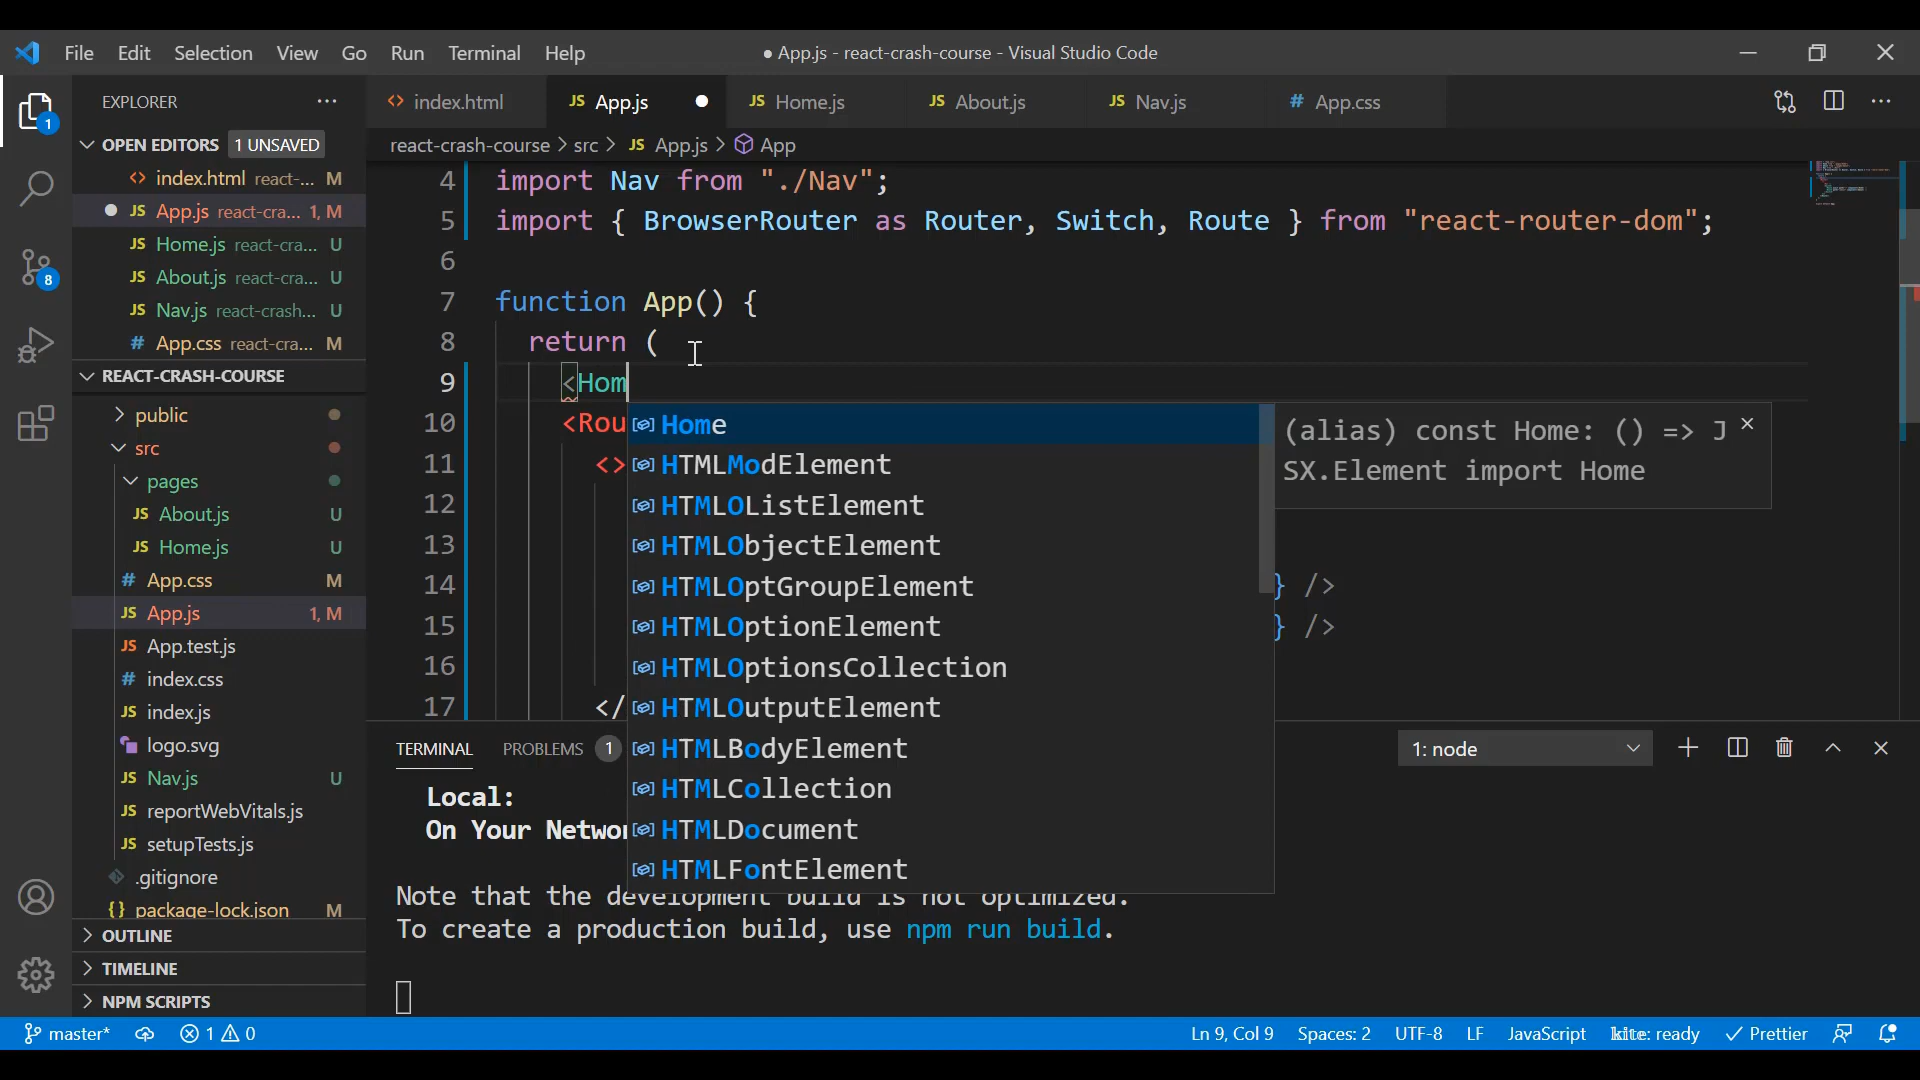 File Edit Selection View Go Run Terminal Help
● App.js - react-crash-course - Visual Studio Code
EXPLORER
1
OPEN EDITORS 1 UNSAVED
index.html react-... M
App.js react-cra... 1, M
Home.js react-cra... U
About.js react-cra... U
Nav.js react-crash... U
App.css react-cra... M
8
REACT-CRASH-COURSE
public
src
pages
About.js U
Home.js U
App.css M
App.js 1, M
App.test.js
index.css
index.js
logo.svg
Nav.js U
reportWebVitals.js
setupTests.js
.gitignore
package-lock.json M
OUTLINE
TIMELINE
NPM SCRIPTS
index.html App.js Home.js About.js Nav.js App.css
react-crash-course > src > JS App.js > App
4 import Nav from "./Nav";
5 import { BrowserRouter as Router, Switch, Route } from "react-router-dom";
6
7 function App() {
8 return (
9 <Hom
10 <Rou
11 <>
12
13
14 } />
15 } />
16
17 </
Home
HTMLModElement
HTMLOListElement
HTMLObjectElement
HTMLOptGroupElement
HTMLOptionElement
HTMLOptionsCollection
HTMLOutputElement
HTMLBodyElement
HTMLCollection
HTMLDocument
HTMLFontElement
(alias) const Home: () => J
SX.Element import Home
TERMINAL PROBLEMS 1
1: node
Local:
On Your Netwo
Note that the development build is not optimized.
To create a production build, use npm run build.
master* 1 0 Ln 9, Col 9 Spaces: 2 UTF-8 LF JavaScript kite: ready Prettier